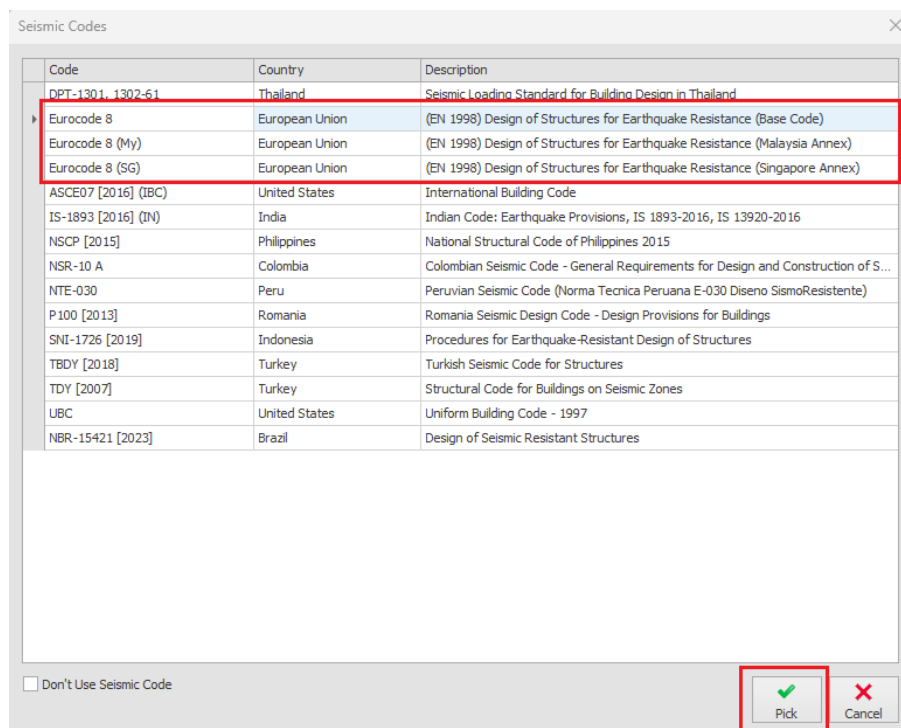 Seismic Codes
Code Country Description
DPT-1301, 1302-61 Thailand Seismic Loading Standard for Building Design in Thailand
Eurocode 8 European Union (EN 1998) Design of Structures for Earthquake Resistance (Base Code)
Eurocode 8 (My) European Union (EN 1998) Design of Structures for Earthquake Resistance (Malaysia Annex)
Eurocode 8 (SG) European Union (EN 1998) Design of Structures for Earthquake Resistance (Singapore Annex)
ASCE07 [2016] (IBC) United States International Building Code
IS-1893 [2016] (IN) India Indian Code: Earthquake Provisions, IS 1893-2016, IS 13920-2016
NSCP [2015] Philippines National Structural Code of Philippines 2015
NSR-10 A Colombia Colombian Seismic Code - General Requirements for Design and Construction of S...
NTE-030 Peru Peruvian Seismic Code (Norma Tecnica Peruana E-030 Diseno SismoResistente)
P100 [2013] Romania Romania Seismic Design Code - Design Provisions for Buildings
SNI-1726 [2019] Indonesia Procedures for Earthquake-Resistant Design of Structures
TBDY [2018] Turkey Turkish Seismic Code for Structures
TDY [2007] Turkey Structural Code for Buildings on Seismic Zones
UBC United States Uniform Building Code - 1997
NBR-15421 [2023] Brazil Design of Seismic Resistant Structures
Don't Use Seismic Code
Pick Cancel